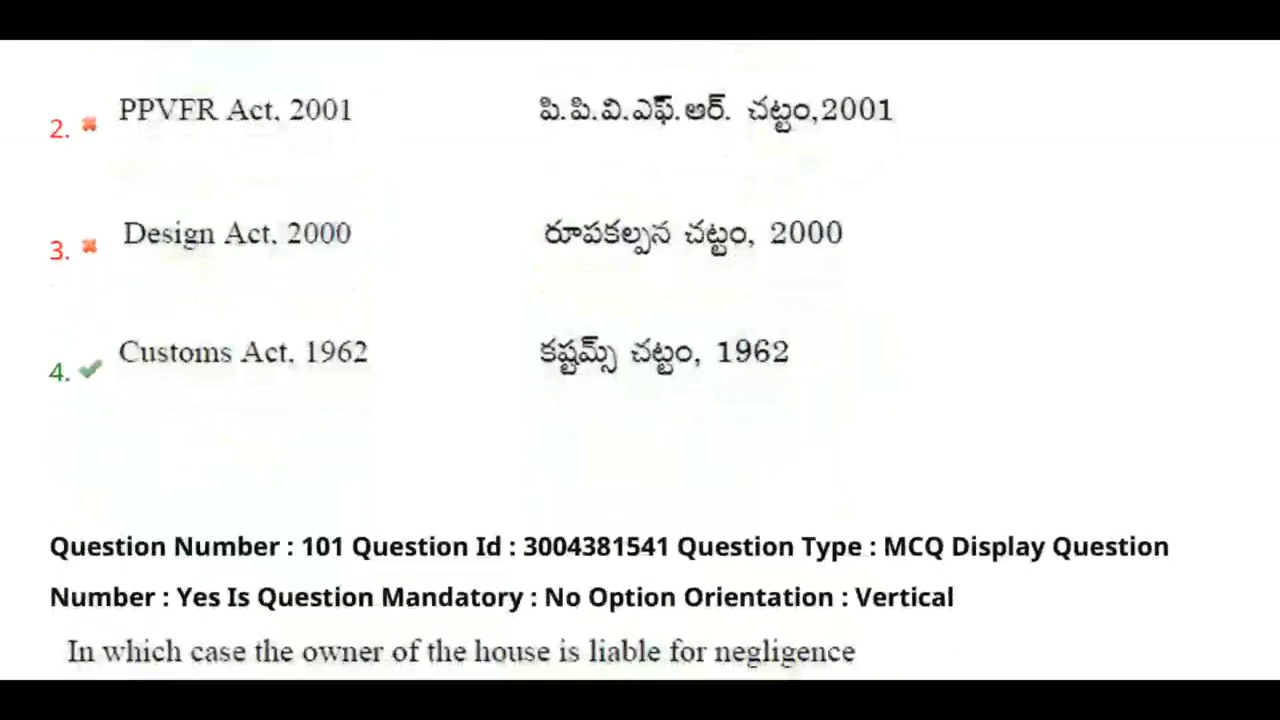 2. PPVFR Act. 2001 పి.పి.వి.ఎఫ్.ఆర్. చట్టం,2001
3. Design Act. 2000 రూపకల్పన చట్టం, 2000
4. Customs Act. 1962 కష్టమ్స్ చట్టం, 1962
Question Number : 101 Question Id : 3004381541 Question Type : MCQ Display Question
Number : Yes Is Question Mandatory : No Option Orientation : Vertical
In which case the owner of the house is liable for negligence